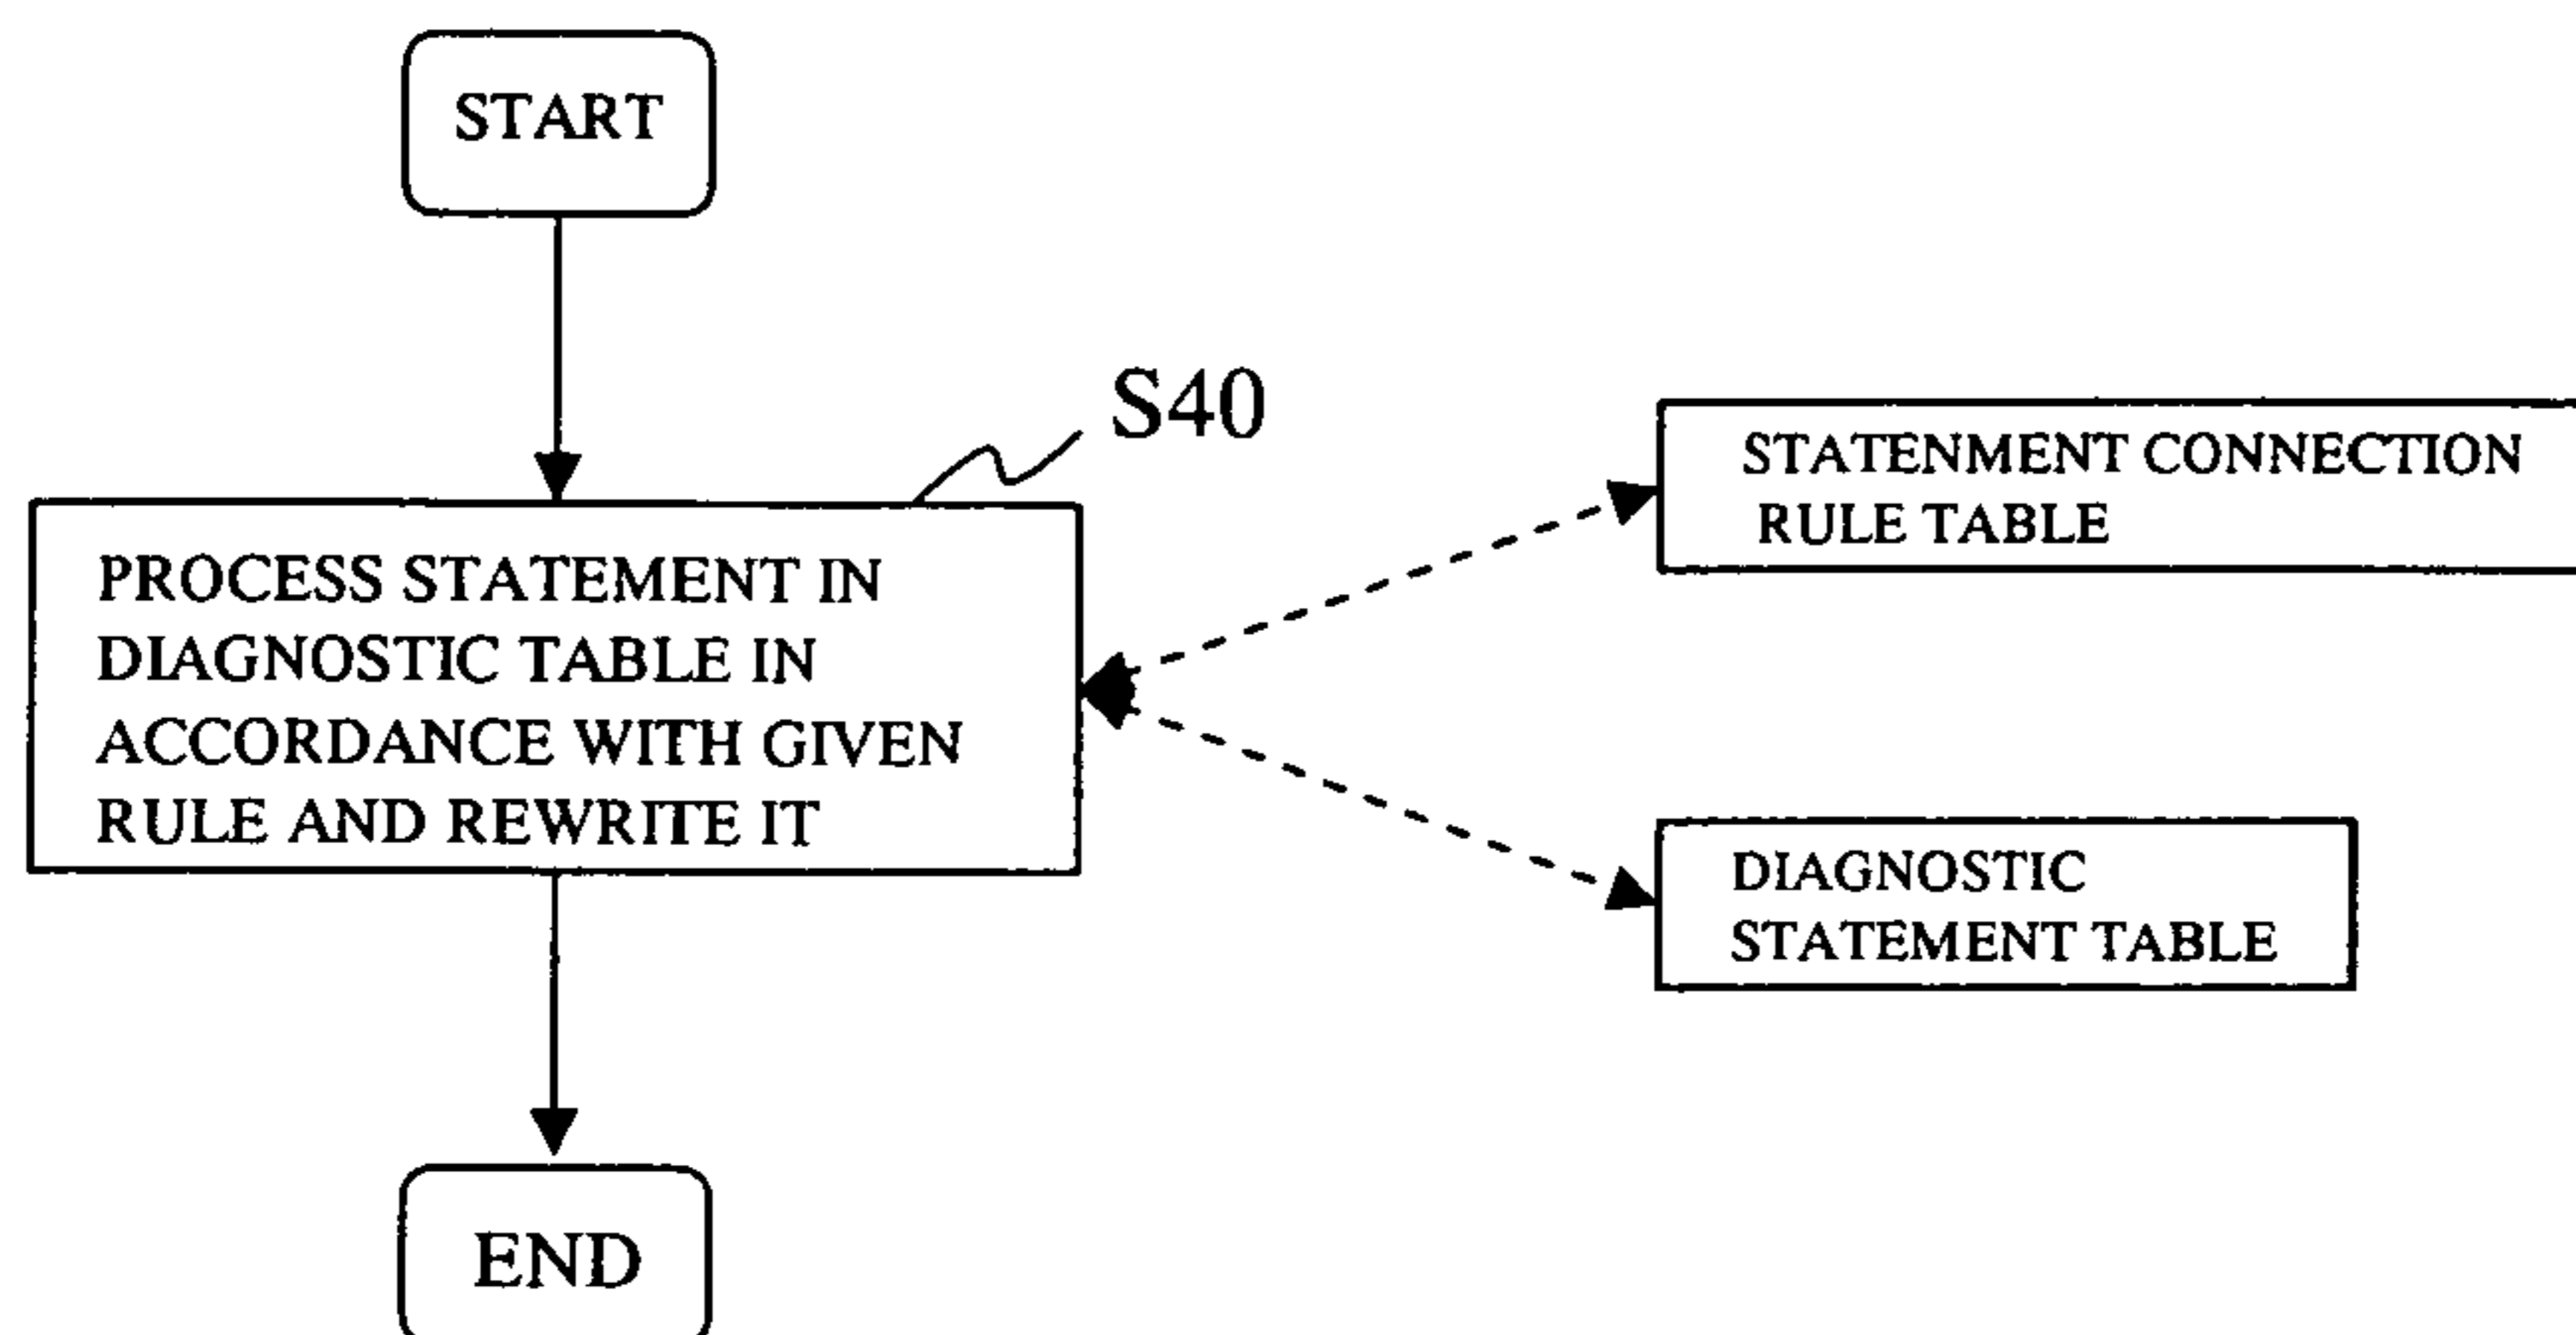 START
S40
PROCESS STATEMENT IN
DIAGNOSTIC TABLE IN
ACCORDANCE WITH GIVEN
RULE AND REWRITE IT
STATENMENT CONNECTION
RULE TABLE
DIAGNOSTIC
STATEMENT TABLE
END